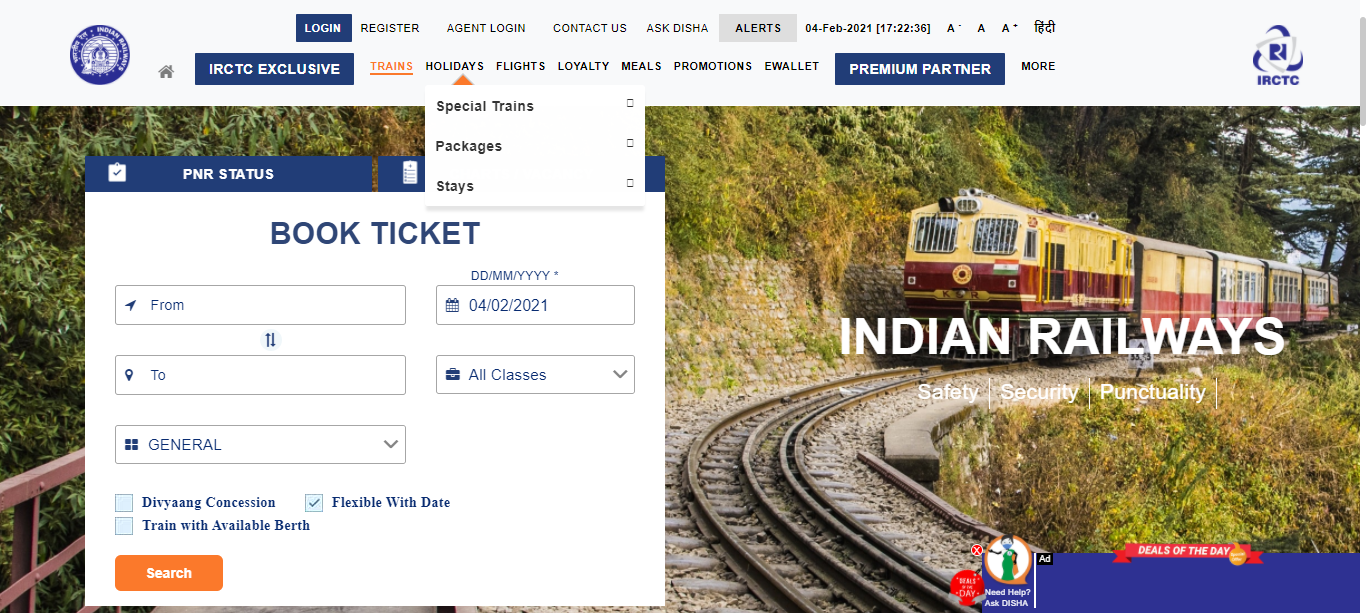 LOGIN REGISTER AGENT LOGIN CONTACT US ASK DISHA ALERTS 04-Feb-2021 [17:22:36] A - A A + हिंदी
IRCTC EXCLUSIVE TRAINS HOLIDAYS FLIGHTS LOYALTY MEALS PROMOTIONS EWALLET PREMIUM PARTNER MORE
INDIAN RAILWAYS
IRCTC
Special Trains
Packages
Stays
PNR STATUS
BOOK TICKET
DD/MM/YYYY *
From 04/02/2021
To All Classes
GENERAL
Divyaang Concession Flexible With Date
Train with Available Berth
Search
INDIAN RAILWAYS
Safety Security Punctuality
DEALS OF THE DAY
Ad
DEALS OF THE DAY
Need Help?
Ask DISHA